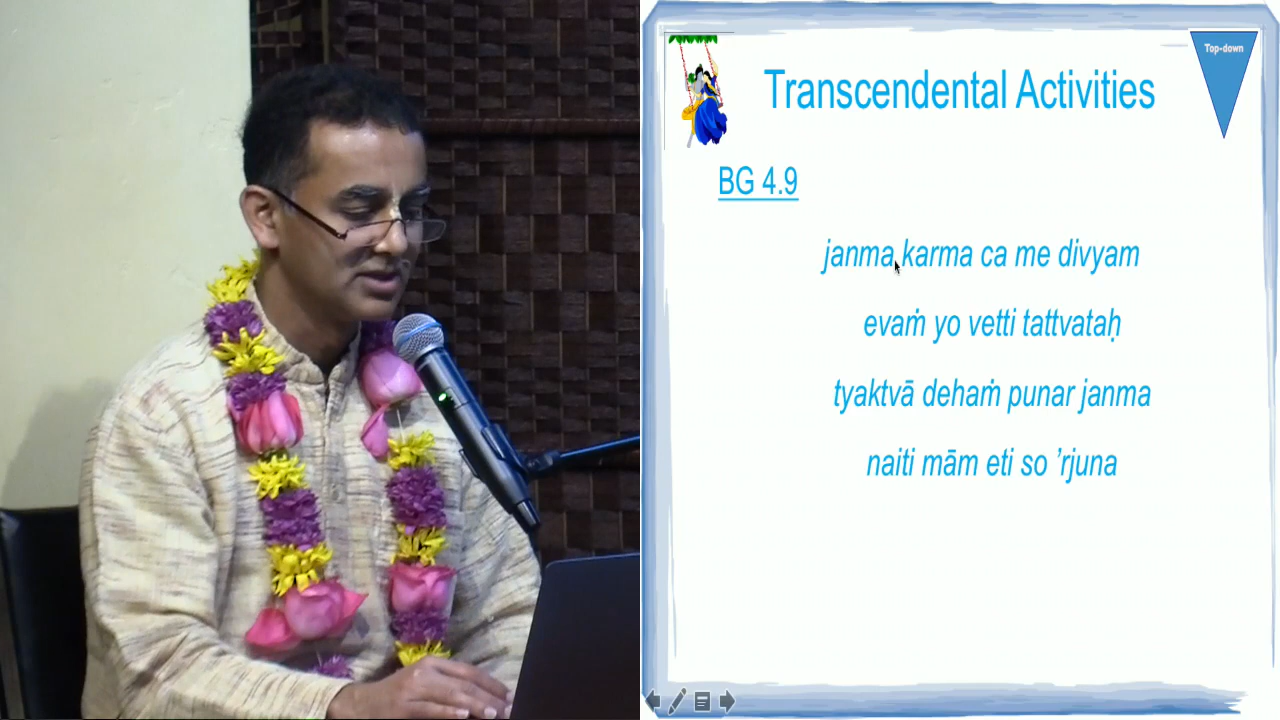 Transcendental Activities
Top-down
BG 4.9
janma karma ca me divyam
evaṁ yo vetti tattvataḥ
tyaktvā dehaṁ punar janma
naiti mām eti so ’rjuna